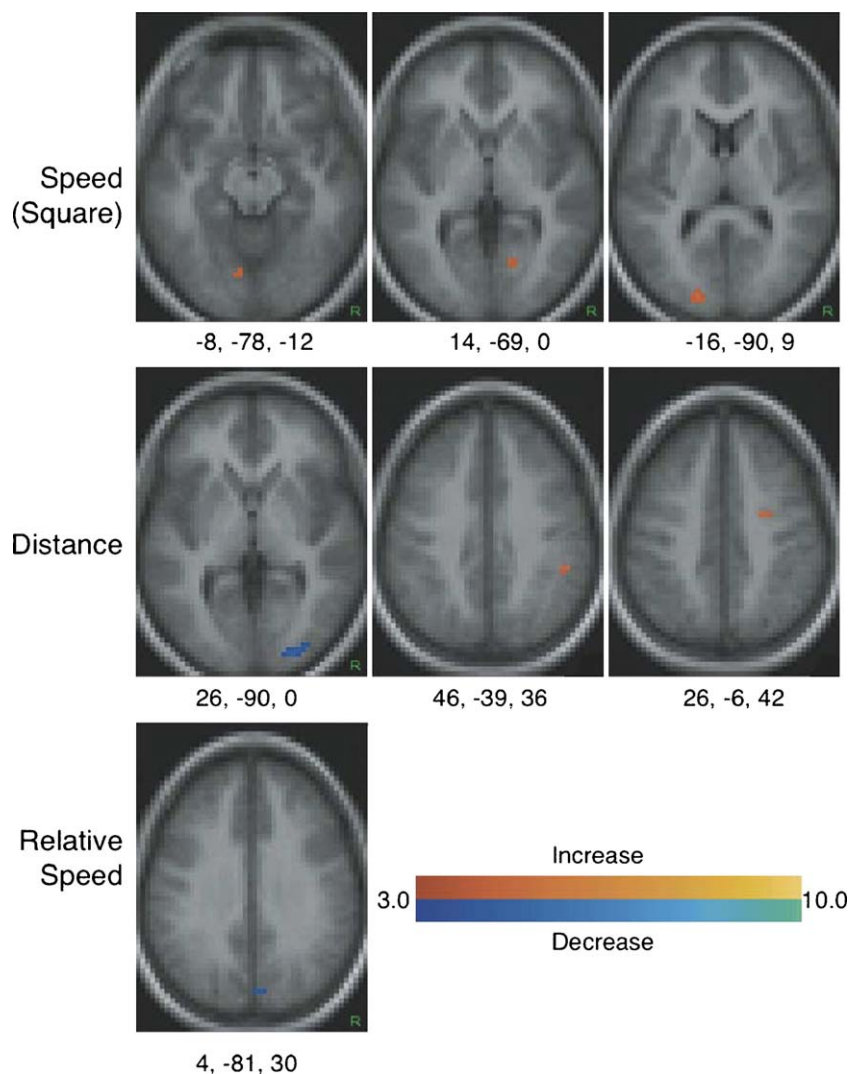 Speed
(Square)
R
R
R
-8, -78, -12
14, -69, 0
-16, -90, 9
Distance
R
26, -90, 0
46, -39, 36
R
26, -6, 42
Relative
Speed
R
4, -81, 30
Increase
3.0
10.0
Decrease